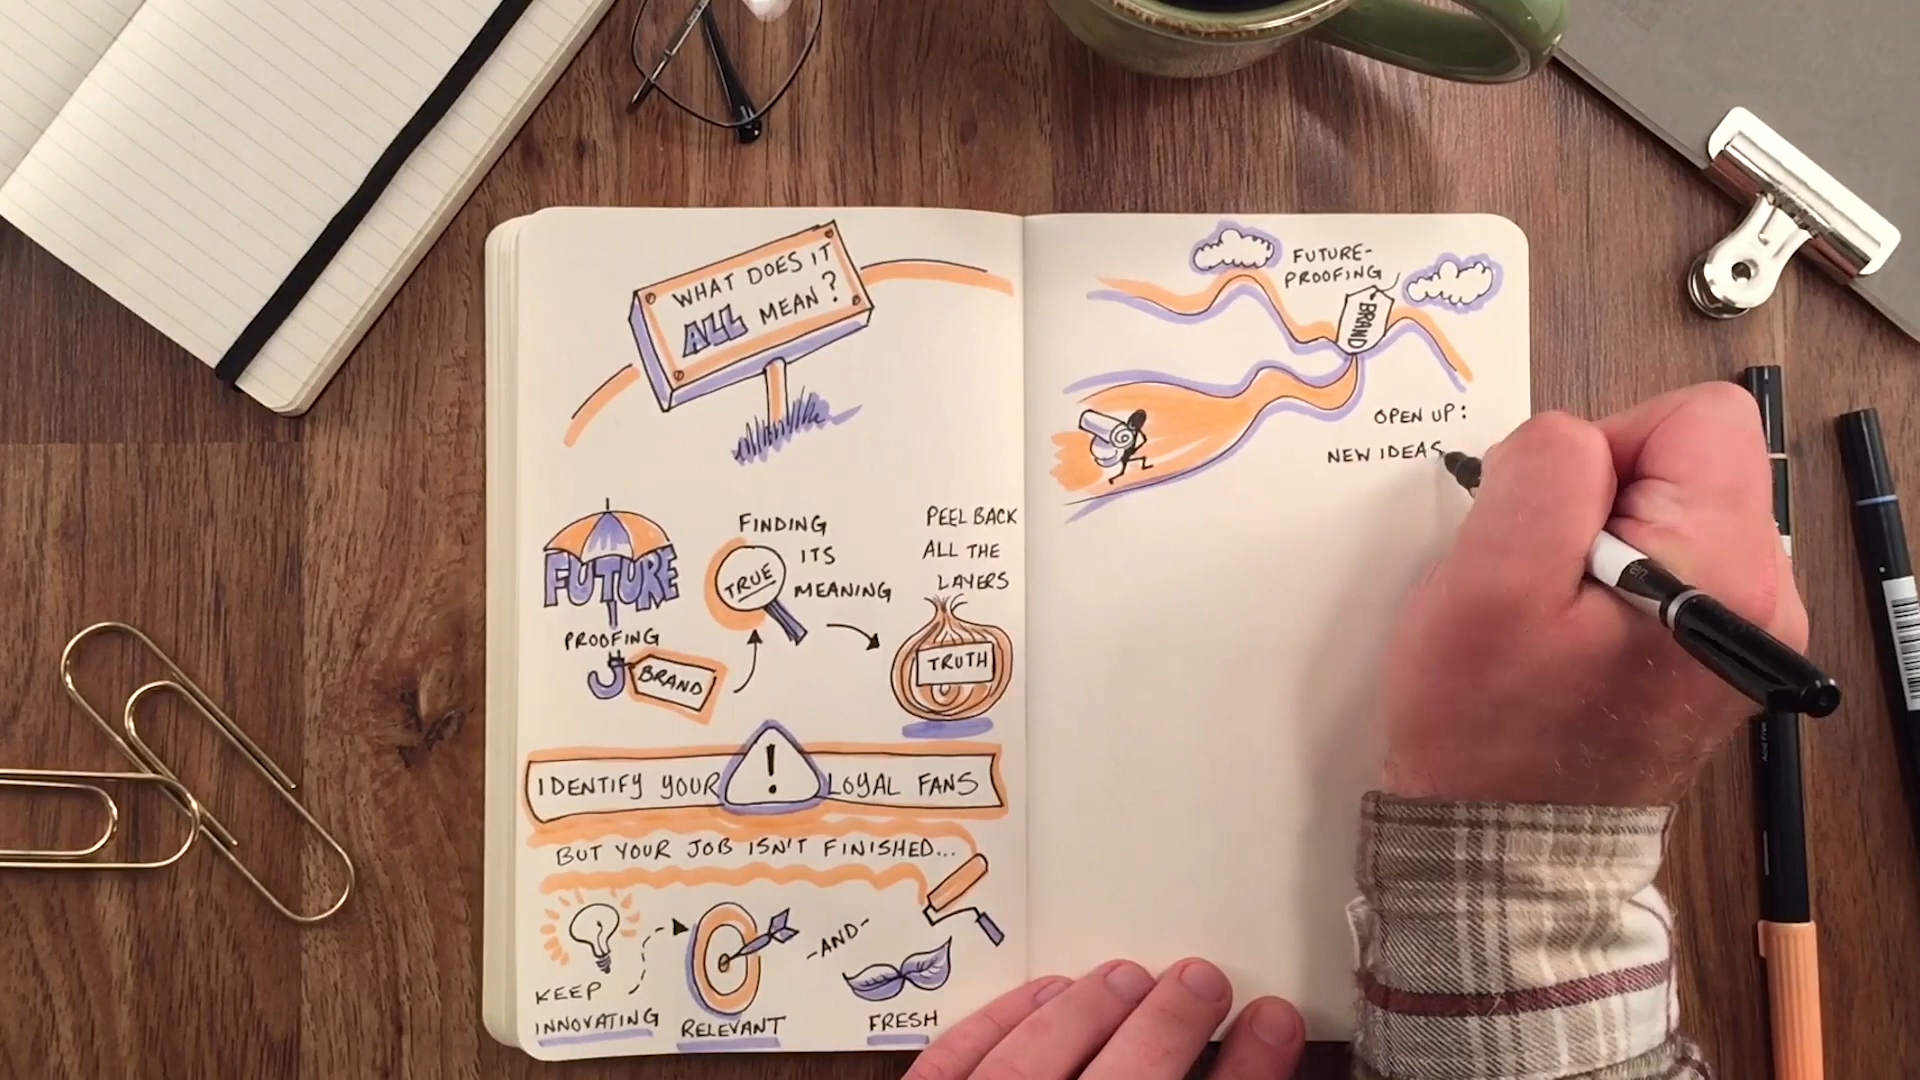 WHAT DOES IT
ALL MEAN?
FUTURE
PROOFING
BRAND
FINDING
ITS
TRUE
MEANING
PEEL BACK
ALL THE
LAYERS
TRUTH
IDENTIFY YOUR ! LOYAL FANS
BUT YOUR JOB ISN'T FINISHED...
KEEP
INNOVATING
RELEVANT
-AND-
FRESH
FUTURE-
PROOFING
BRAND
OPEN UP:
NEW IDEAS